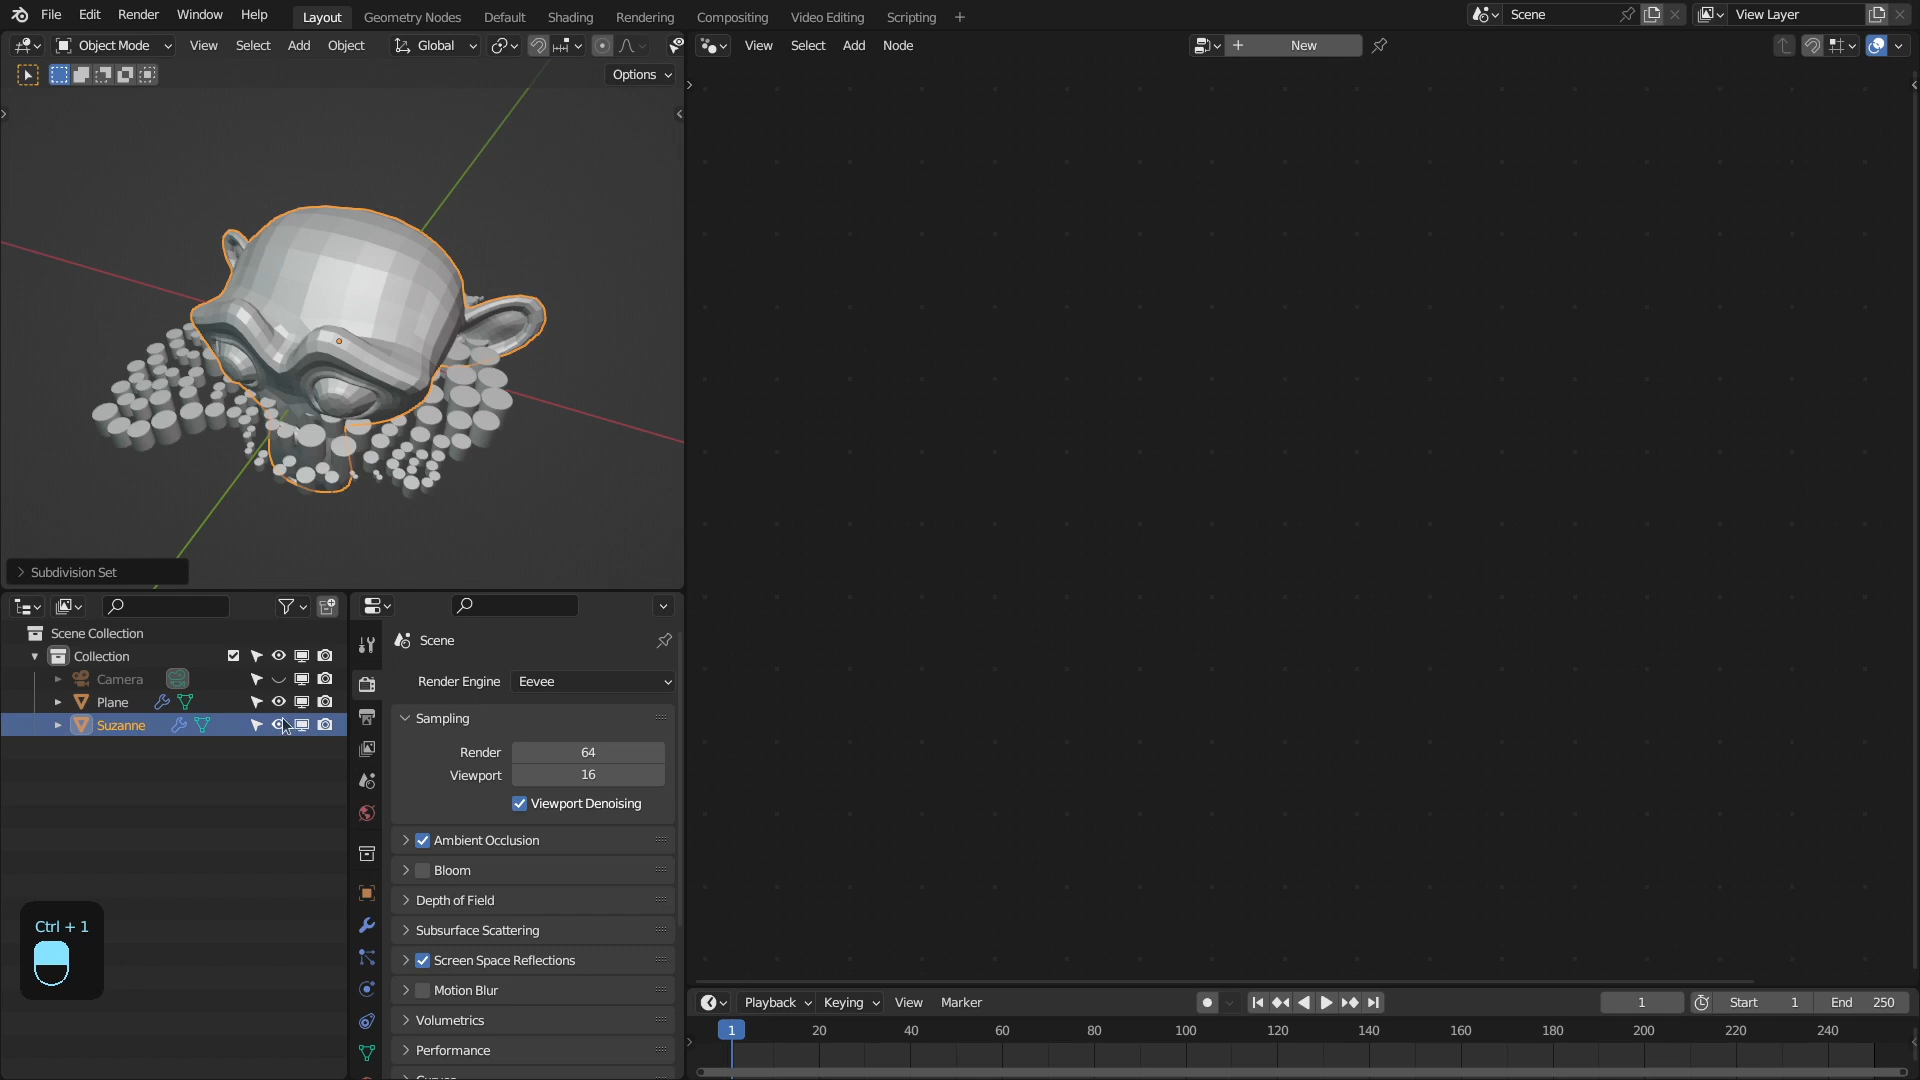 File Edit Render Window Help Layout Geometry Nodes Default Shading Rendering Compositing Video Editing Scripting Scene View Layer
Object Mode View Select Add Object Global
View Select Add Node New
Options
Subdivision Set
Scene Collection
Collection
Camera
Plane
Suzanne
Ctrl + 1
Scene
Render Engine Eevee
Sampling
Render 64
Viewport 16
Viewport Denoising
Ambient Occlusion
Bloom
Depth of Field
Subsurface Scattering
Screen Space Reflections
Motion Blur
Volumetrics
Performance
Playback Keying View Marker 1 Start 1 End 250
1 20 40 60 80 100 120 140 160 180 200 220 240